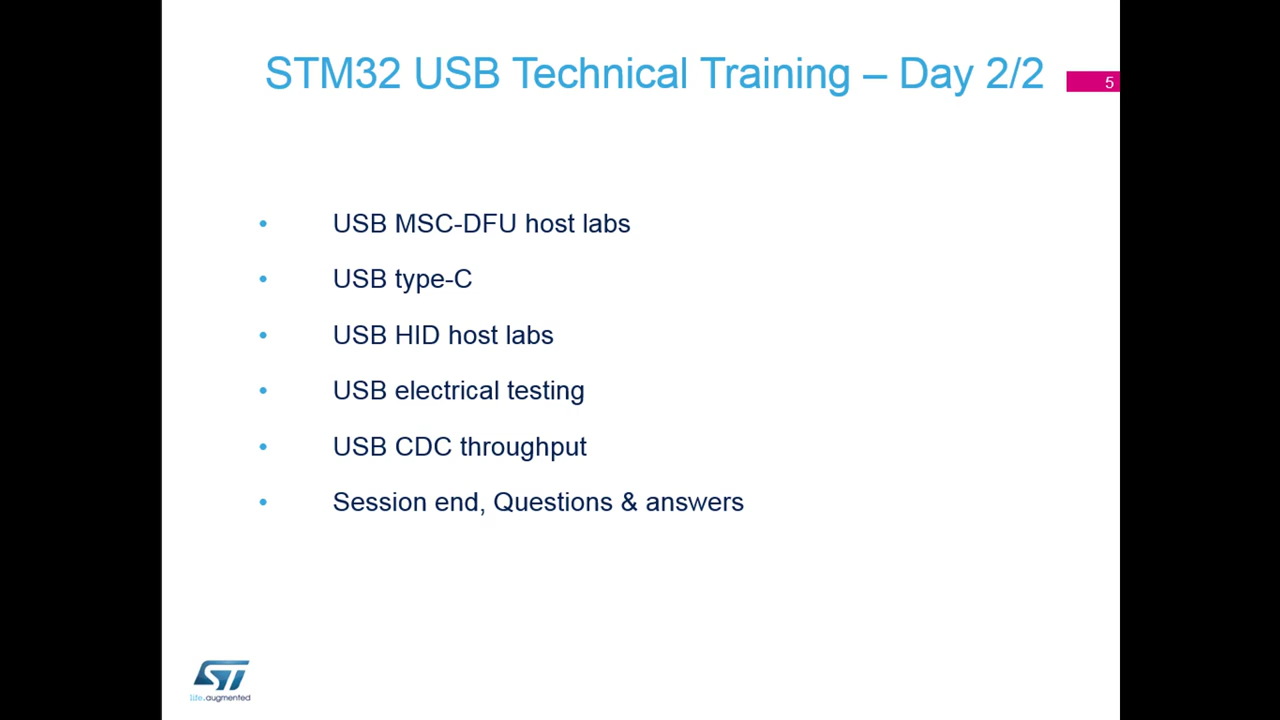 STM32 USB Technical Training – Day 2/2
5
• USB MSC-DFU host labs
• USB type-C
• USB HID host labs
• USB electrical testing
• USB CDC throughput
• Session end, Questions & answers
ST
life.augmented